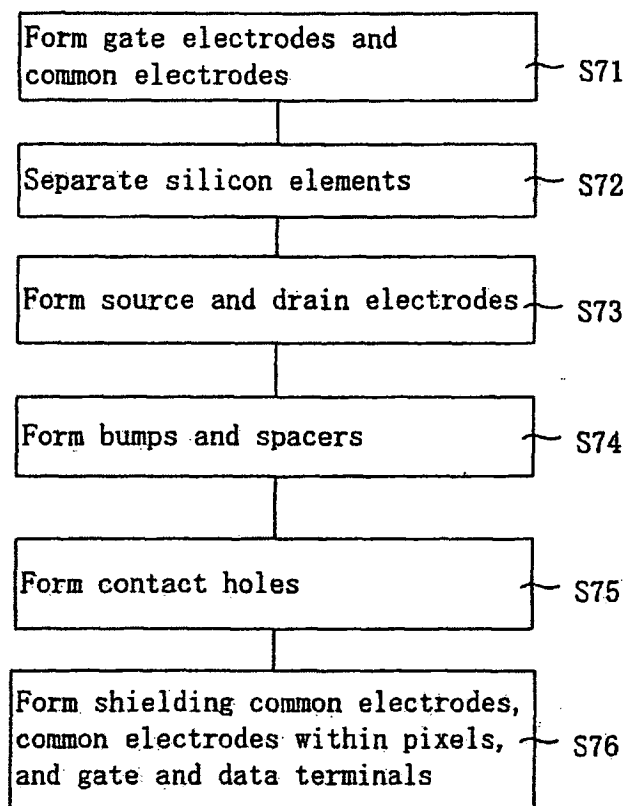 Form gate electrodes and
common electrodes
S71
Separate silicon elements
S72
Form source and drain electrodes
S73
Form bumps and spacers
S74
Form contact holes
S75
Form shielding common electrodes,
common electrodes within pixels,
and gate and data terminals
S76